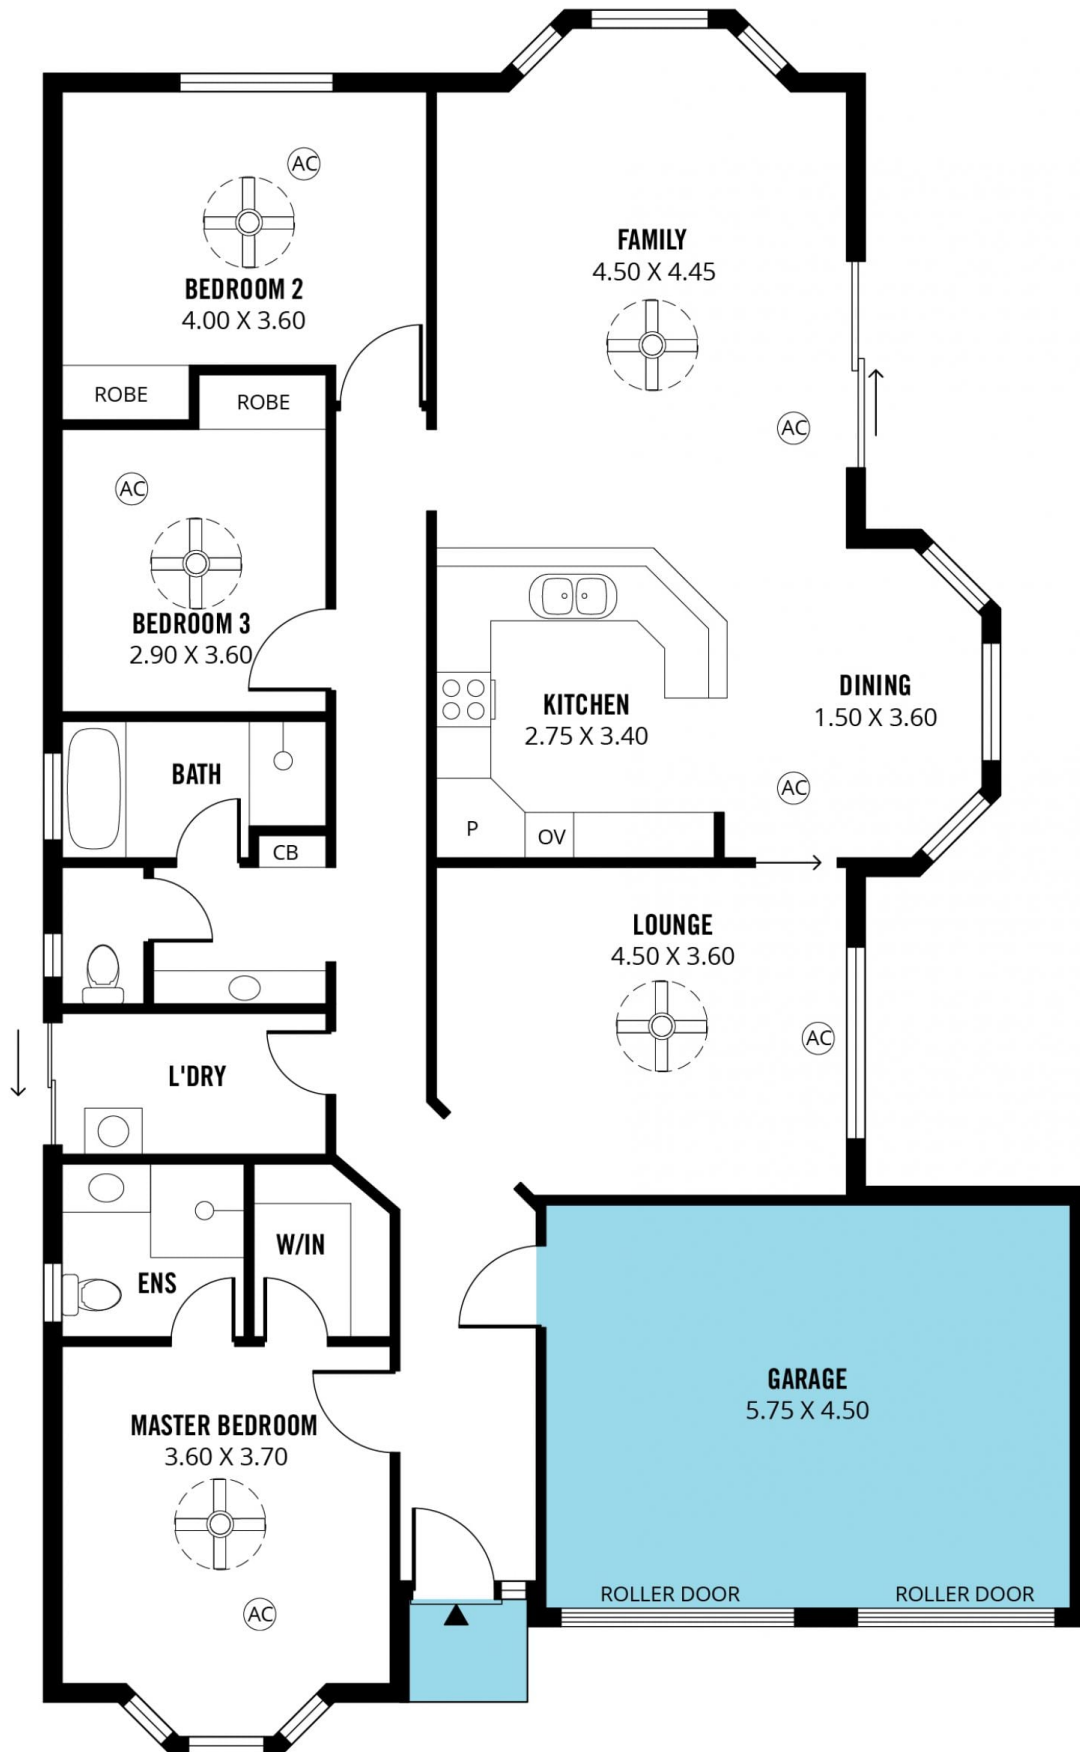 AC
BEDROOM 2
4.00 X 3.60
FAMILY
4.50 X 4.45
ROBE
ROBE
AC
AC
BEDROOM 3
2.90 X 3.60
KITCHEN
2.75 X 3.40
DINING
1.50 X 3.60
BATH
AC
P
OV
CB
LOUNGE
4.50 X 3.60
AC
L'DRY
W/IN
ENS
GARAGE
5.75 X 4.50
MASTER BEDROOM
3.60 X 3.70
AC
ROLLER DOOR
ROLLER DOOR